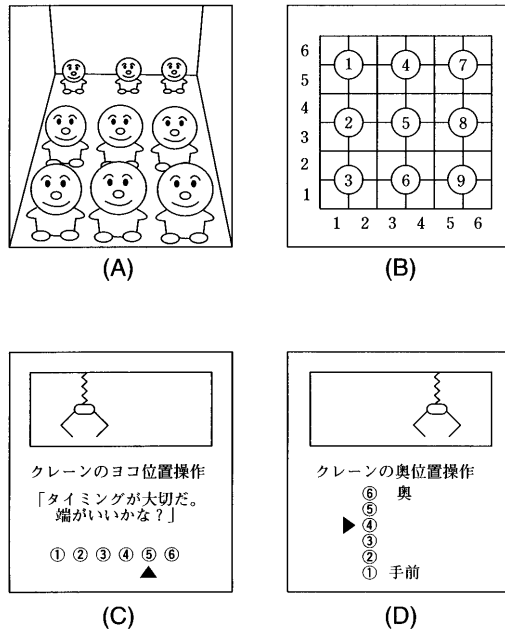 (A)
6
5
4
3
2
1
① ④ ⑦
② ⑤ ⑧
③ ⑥ ⑨
1 2 3 4 5 6
(B)
クレーンのヨコ位置操作
「タイミングが大切だ。
端がいいかな?」
① ② ③ ④ ⑤ ⑥
▲
(C)
クレーンの奥位置操作
⑥ 奥
⑤
▶ ④
③
②
① 手前
(D)